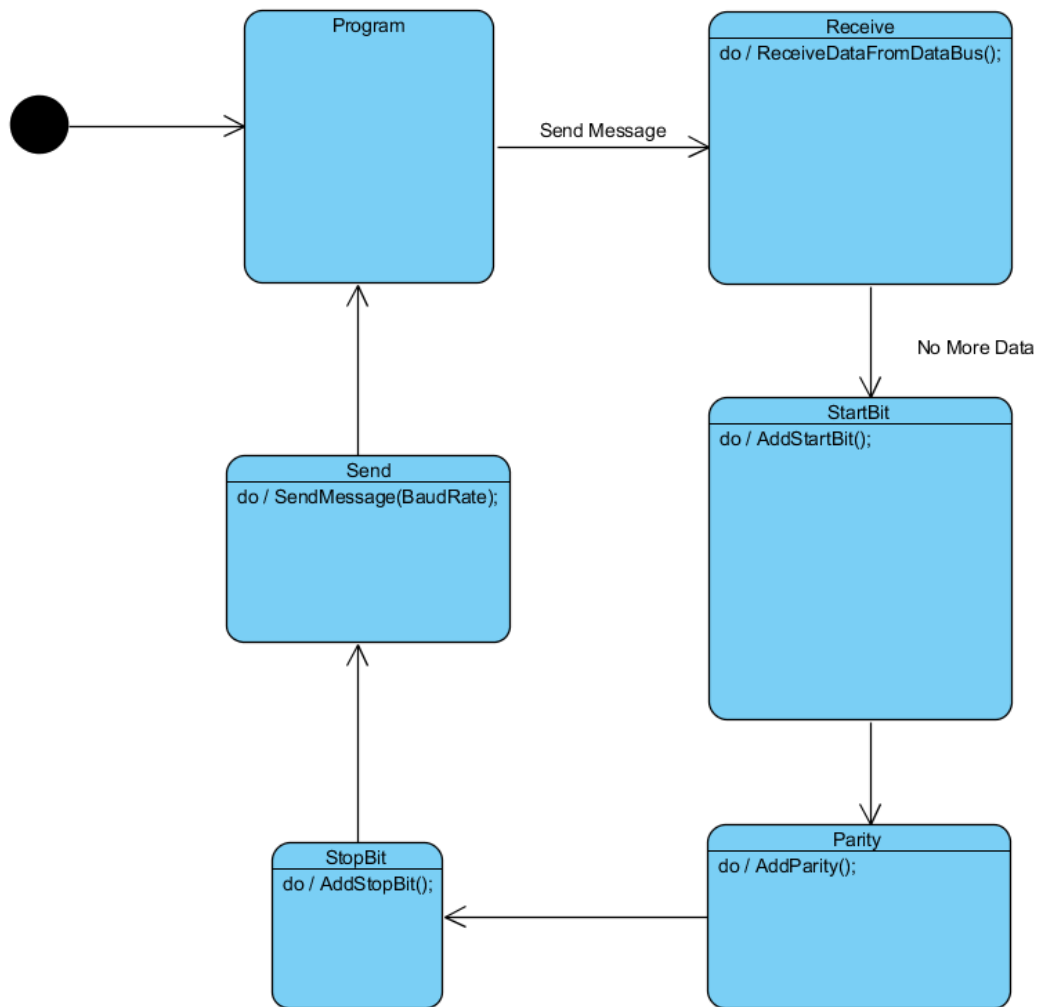 Program
Receive
do / ReceiveDataFromDataBus();
Send Message
No More Data
StartBit
do / AddStartBit();
Send
do / SendMessage(BaudRate);
Parity
do / AddParity();
StopBit
do / AddStopBit();